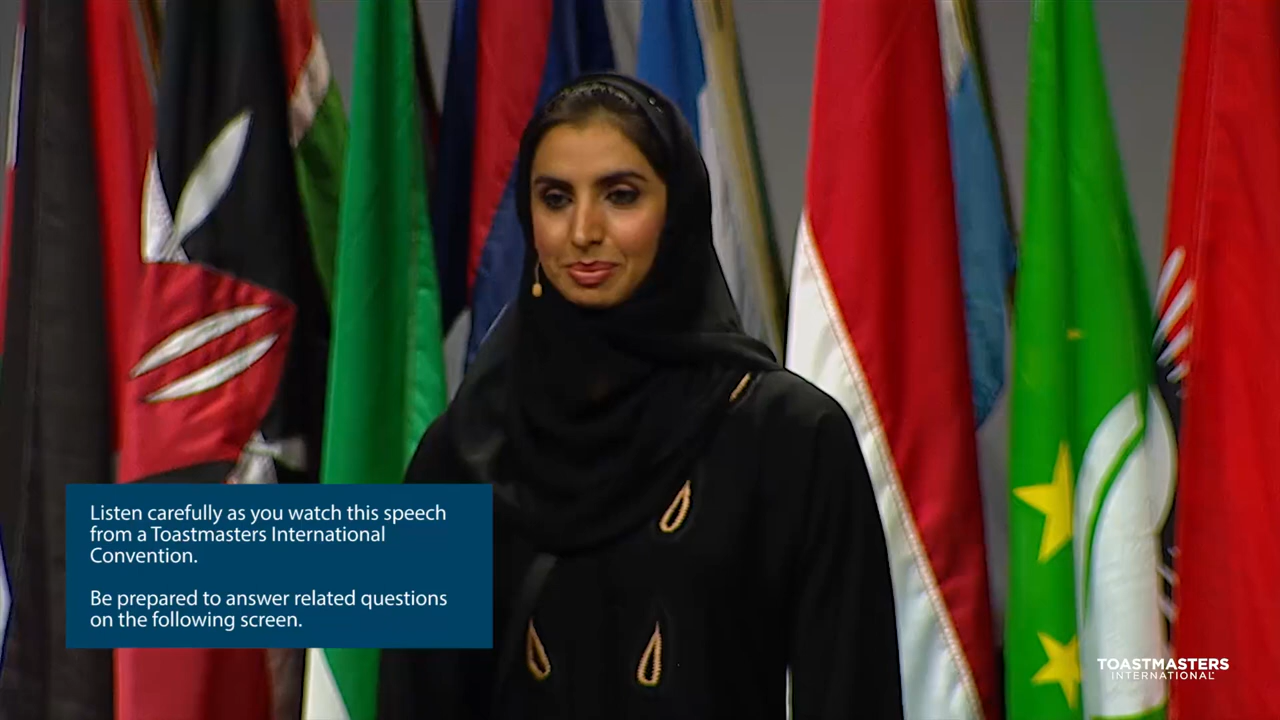 Listen carefully as you watch this speech
from a Toastmasters International
Convention.
Be prepared to answer related questions
on the following screen.
TOASTMASTERS
INTERNATIONAL